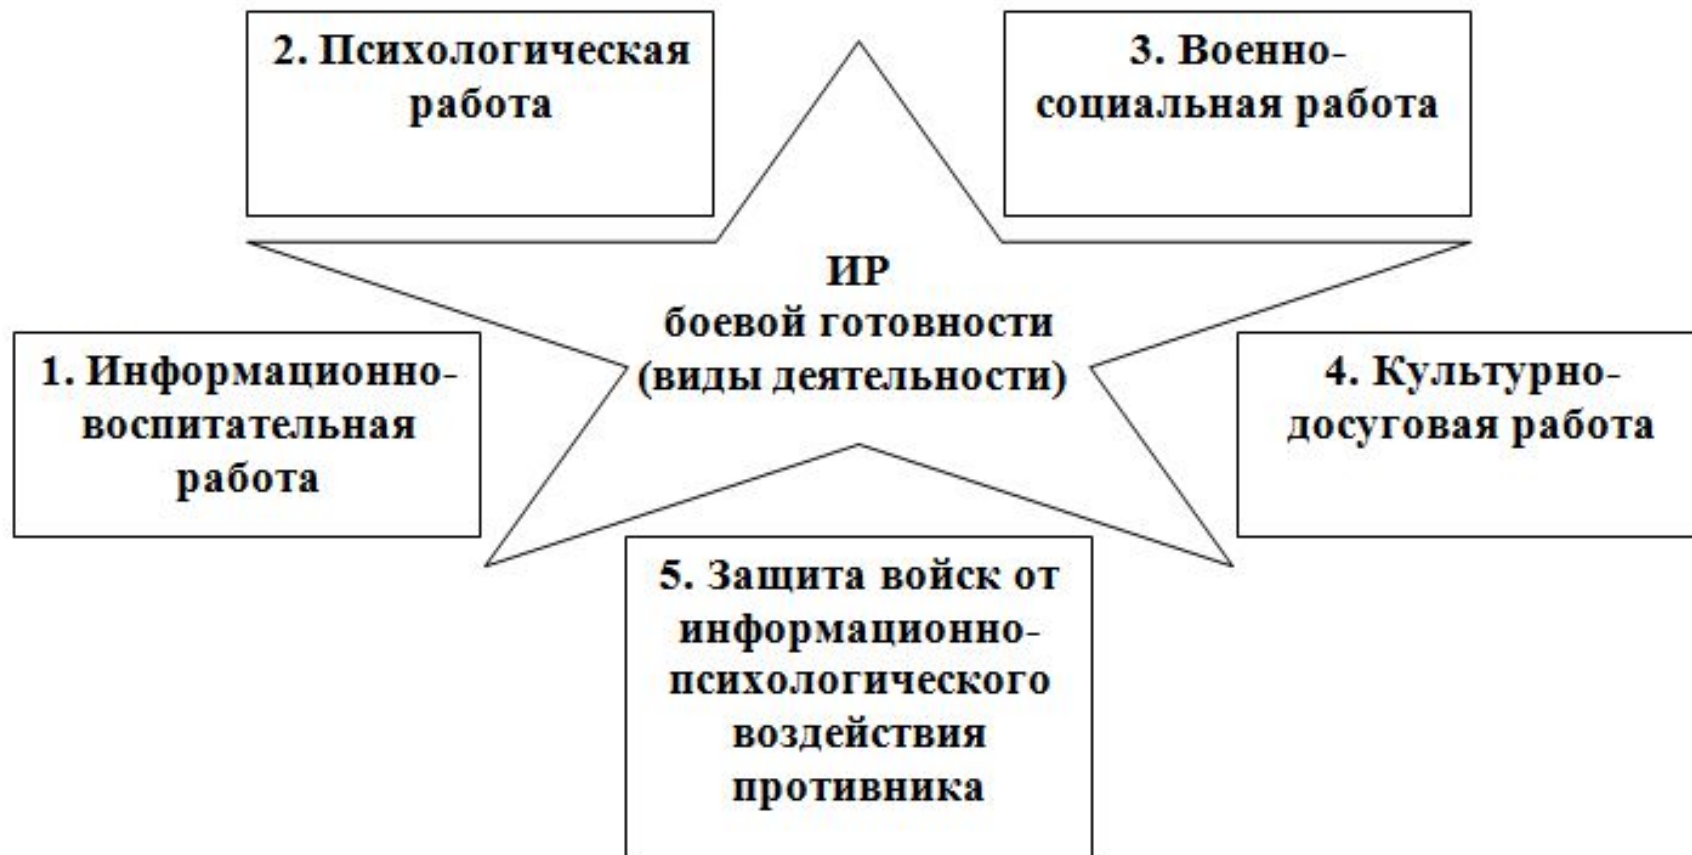 2. Психологическая
работа
3. Военно-
социальная работа
ИР
боевой готовности
(виды деятельности)
1. Информационно-
воспитательная
работа
4. Культурно-
досуговая работа
5. Защита войск от
информационно-
психологического
воздействия
противника